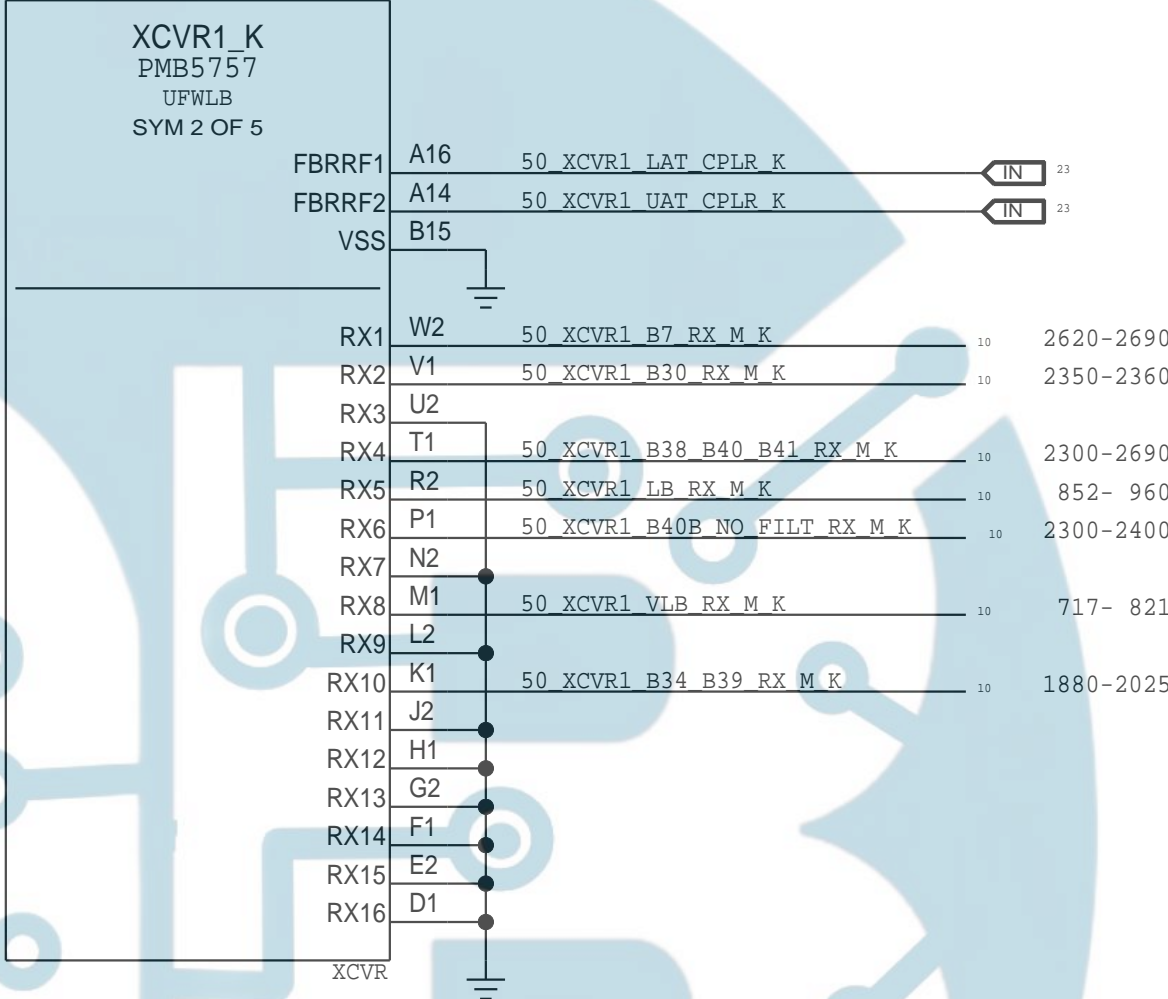 XCVR1_K
PMB5757
UFWLB
SYM 2 OF 5
FBRRF1 A16 50_XCVR1_LAT_CPLR_K IN 23
FBRRF2 A14 50_XCVR1_UAT_CPLR_K IN 23
VSS B15
RX1 W2 50_XCVR1_B7_RX_M_K 10 2620-2690
RX2 V1 50_XCVR1_B30_RX_M_K 10 2350-2360
RX3 U2
RX4 T1 50_XCVR1_B38_B40_B41_RX_M_K 10 2300-2690
RX5 R2 50_XCVR1_LB_RX_M_K 10 852- 960
RX6 P1 50_XCVR1_B40B_NO_FILT_RX_M_K 10 2300-2400
RX7 N2
RX8 M1 50_XCVR1_VLB_RX_M_K 10 717- 821
RX9 L2
RX10 K1 50_XCVR1_B34_B39_RX_M_K 10 1880-2025
RX11 J2
RX12 H1
RX13 G2
RX14 F1
RX15 E2
RX16 D1
XCVR